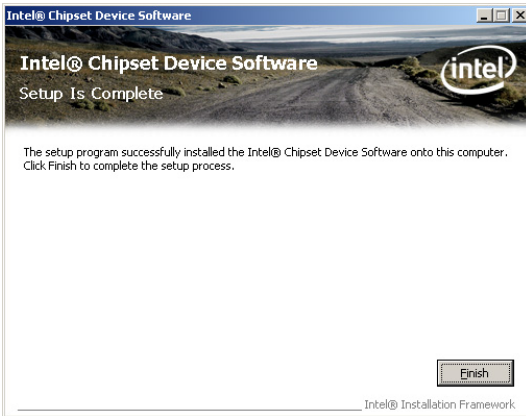 Intel® Chipset Device Software
Intel® Chipset Device Software
intel
Setup Is Complete
The setup program successfully installed the Intel® Chipset Device Software onto this computer.
Click Finish to complete the setup process.
Finish
Intel® Installation Framework